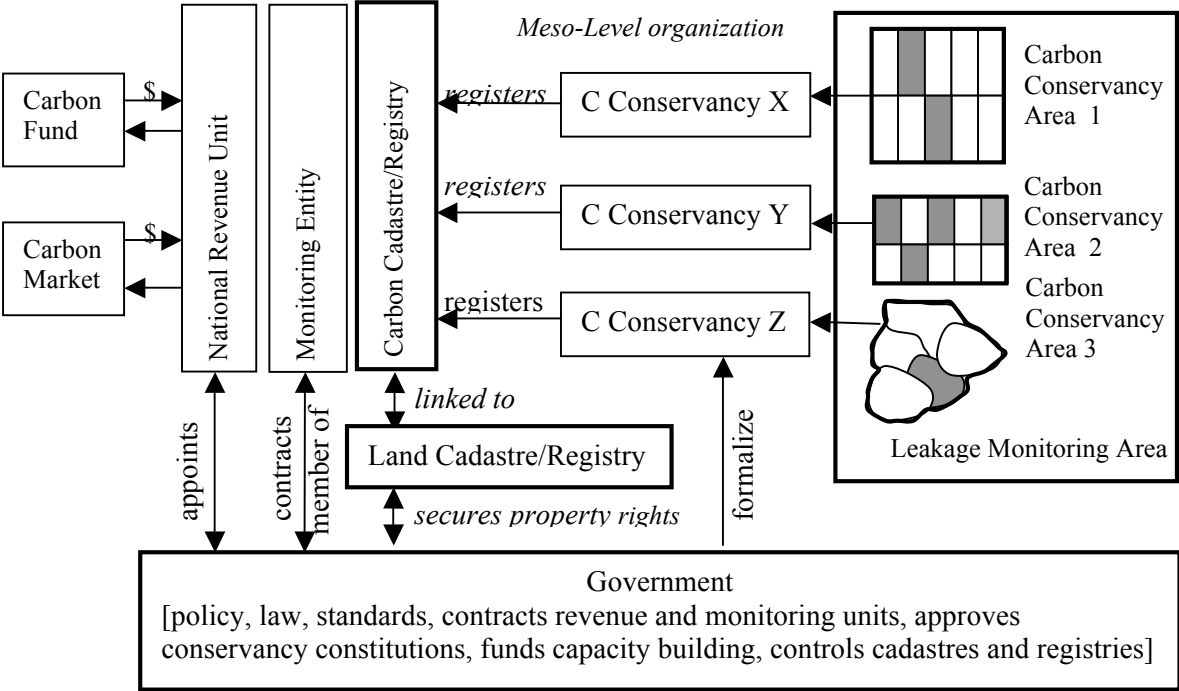 Meso-Level organization
Carbon
Fund
$
Carbon
Market
$
National Revenue Unit
Monitoring Entity
Carbon Cadastre/Registry
registers
C Conservancy X
registers
C Conservancy Y
registers
C Conservancy Z
Carbon
Conservancy
Area 1
Carbon
Conservancy
Area 2
Carbon
Conservancy
Area 3
Leakage Monitoring Area
appoints
contracts
member of
linked to
Land Cadastre/Registry
secures property rights
formalize
Government
[policy, law, standards, contracts revenue and monitoring units, approves
conservancy constitutions, funds capacity building, controls cadastres and registries]